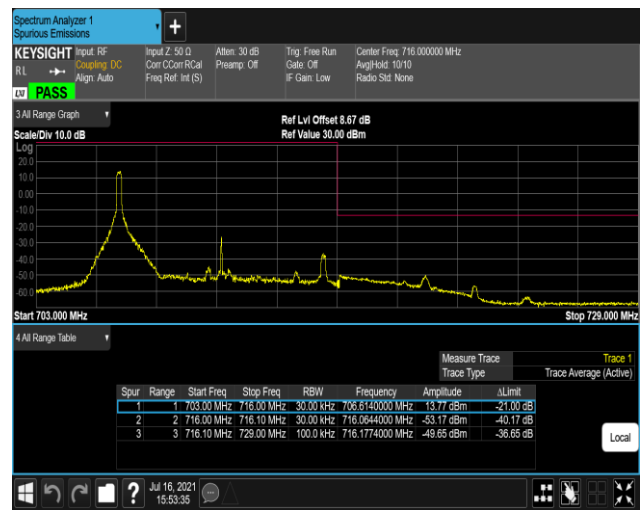 Spectrum Analyzer 1
Spurious Emissions
+
KEYSIGHT Input: RF Input Z: 50 Ω Atten: 30 dB Trig: Free Run Center Freq: 716.000000 MHz
R L Coupling: DC Corr CCorr RCal Preamp: Off Gate: Off Avg|Hold: 10/10
Align: Auto Freq Ref: Int (S) IF Gain: Low Radio Std: None
LXI PASS
3 All Range Graph
Ref Lvl Offset 8.67 dB
Scale/Div 10.0 dB Ref Value 30.00 dBm
Log
20.0
10.0
0.00
-10.0
-20.0
-30.0
-40.0
-50.0
-60.0
Start 703.000 MHz Stop 729.000 MHz
4 All Range Table
Measure Trace Trace 1
Trace Type Trace Average (Active)
Spur Range Start Freq Stop Freq RBW Frequency Amplitude ΔLimit
1 1 703.00 MHz 716.00 MHz 30.00 kHz 706.6140000 MHz 13.77 dBm -21.00 dB
2 2 716.00 MHz 716.10 MHz 30.00 kHz 716.0644000 MHz -53.17 dBm -40.17 dB
3 3 716.10 MHz 729.00 MHz 100.0 kHz 716.1774000 MHz -49.65 dBm -36.65 dB
Local
? Jul 16, 2021
15:53:35